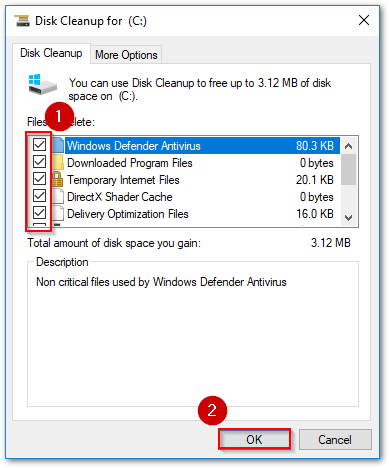 Disk Cleanup for (C:)
Disk Cleanup
More Options
You can use Disk Cleanup to free up to 3.12 MB of disk
space on (C:).
1
Files elete:
Windows Defender Antivirus 80.3 KB
Downloaded Program Files 0 bytes
Temporary Internet Files 20.1 KB
DirectX Shader Cache 0 bytes
Delivery Optimization Files 16.0 KB
Total amount of disk space you gain: 3.12 MB
Description
Non critical files used by Windows Defender Antivirus
2
OK
Cancel